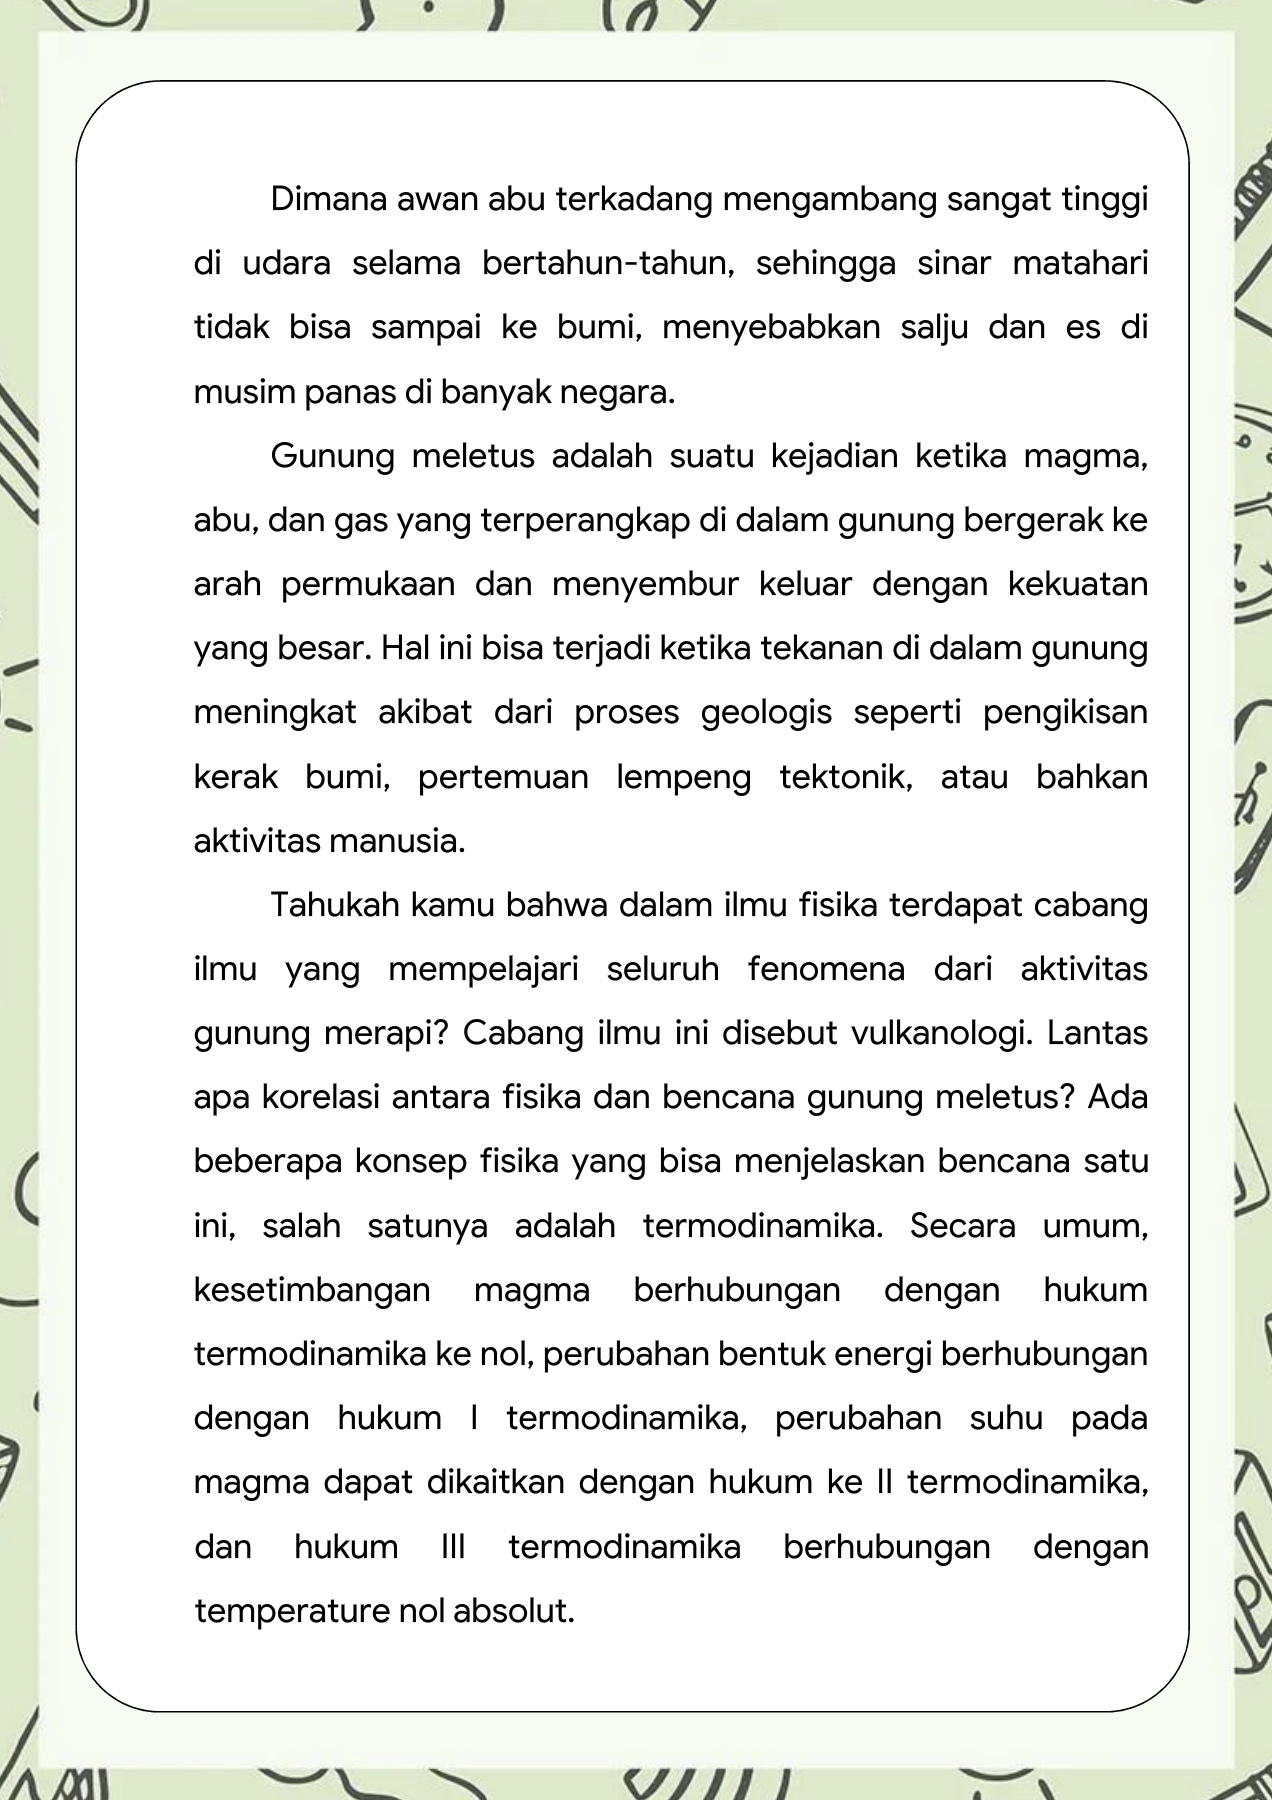 Dimana awan abu terkadang mengambang sangat tinggi
di udara selama bertahun-tahun, sehingga sinar matahari
tidak bisa sampai ke bumi, menyebabkan salju dan es di
musim panas di banyak negara.
Gunung meletus adalah suatu kejadian ketika magma,
abu, dan gas yang terperangkap di dalam gunung bergerak ke
arah permukaan dan menyembur keluar dengan kekuatan
yang besar. Hal ini bisa terjadi ketika tekanan di dalam gunung
meningkat akibat dari proses geologis seperti pengikisan
kerak bumi, pertemuan lempeng tektonik, atau bahkan
aktivitas manusia.
Tahukah kamu bahwa dalam ilmu fisika terdapat cabang
ilmu yang mempelajari seluruh fenomena dari aktivitas
gunung merapi? Cabang ilmu ini disebut vulkanologi. Lantas
apa korelasi antara fisika dan bencana gunung meletus? Ada
beberapa konsep fisika yang bisa menjelaskan bencana satu
ini, salah satunya adalah termodinamika. Secara umum,
kesetimbangan magma berhubungan dengan hukum
termodinamika ke nol, perubahan bentuk energi berhubungan
dengan hukum I termodinamika, perubahan suhu pada
magma dapat dikaitkan dengan hukum ke II termodinamika,
dan hukum III termodinamika berhubungan dengan
temperature nol absolut.